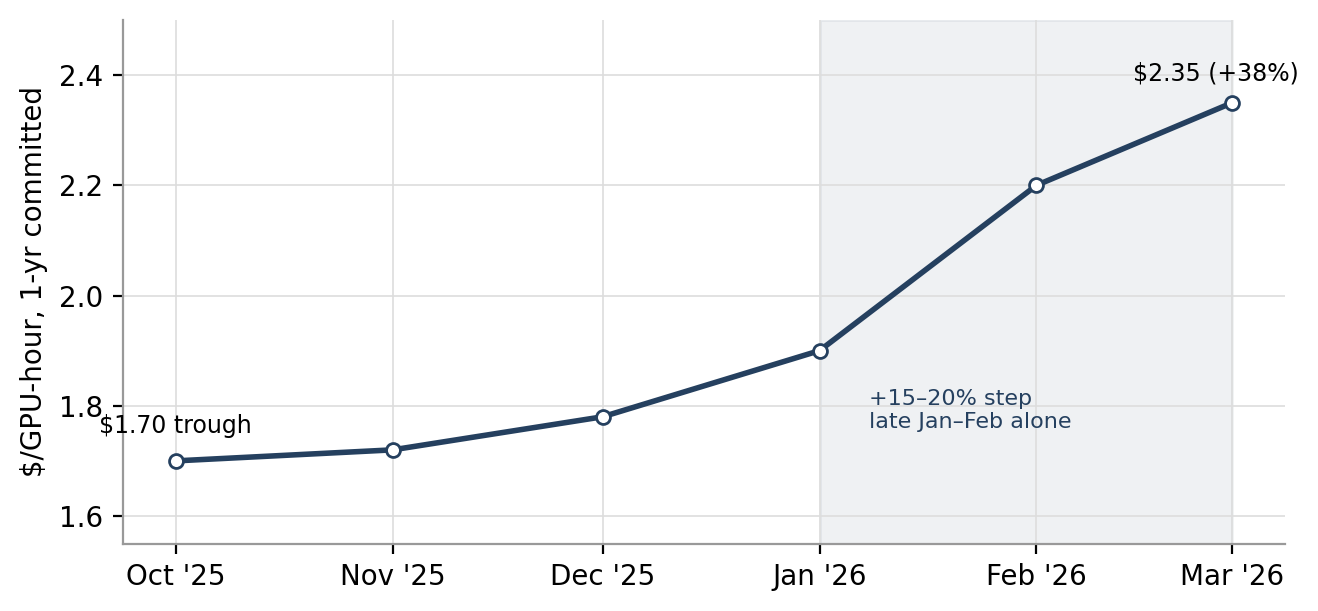 $/GPU-hour, 1-yr committed
2.4
2.2
2.0
1.8
1.6
$2.35 (+38%)
$1.70 trough
+15–20% step
late Jan–Feb alone
Oct '25
Nov '25
Dec '25
Jan '26
Feb '26
Mar '26